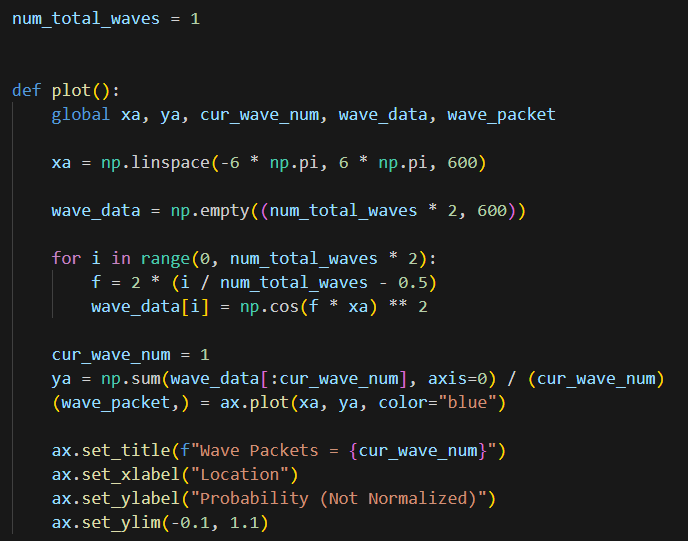 num_total_waves = 1
def plot():
global xa, ya, cur_wave_num, wave_data, wave_packet
xa = np.linspace(-6 * np.pi, 6 * np.pi, 600)
wave_data = np.empty((num_total_waves * 2, 600))
for i in range(0, num_total_waves * 2):
f = 2 * (i / num_total_waves - 0.5)
wave_data[i] = np.cos(f * xa) ** 2
cur_wave_num = 1
ya = np.sum(wave_data[:cur_wave_num], axis=0) / (cur_wave_num)
(wave_packet,) = ax.plot(xa, ya, color="blue")
ax.set_title(f"Wave Packets = {cur_wave_num}")
ax.set_xlabel("Location")
ax.set_ylabel("Probability (Not Normalized)")
ax.set_ylim(-0.1, 1.1)